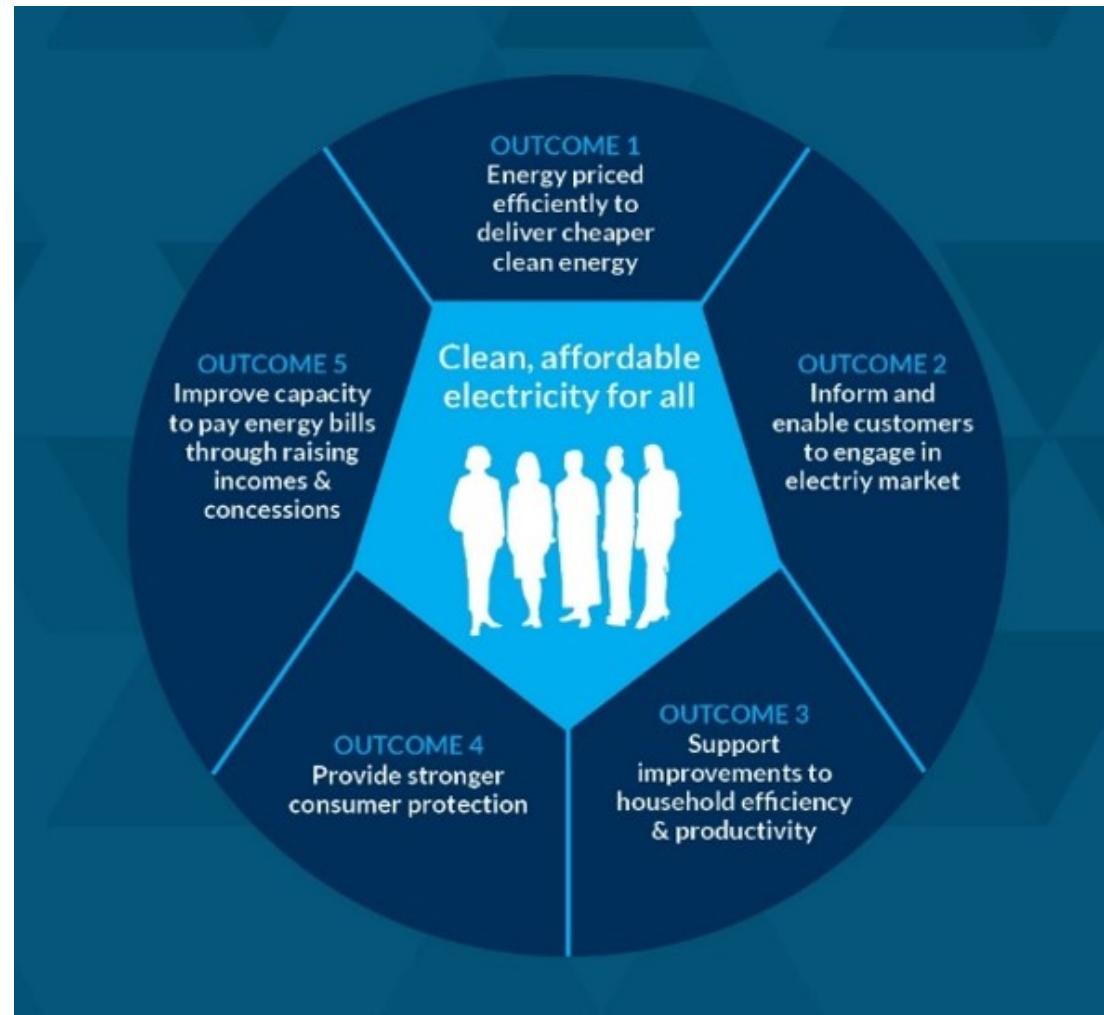 OUTCOME 1
Energy priced
efficiently to
deliver cheaper
clean energy
Clean, affordable
electricity for all
OUTCOME 2
Inform and
enable customers
to engage in
electriy market
OUTCOME 3
Support
improvements to
household efficiency
& productivity
OUTCOME 4
Provide stronger
consumer protection
OUTCOME 5
Improve capacity
to pay energy bills
through raising
incomes &
concessions